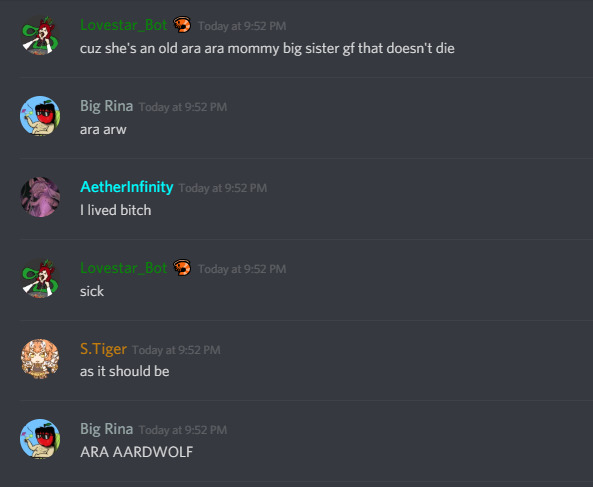 Lovestar_Bot Today at 9:52 PM
cuz she's an old ara ara mommy big sister gf that doesn't die
Big Rina Today at 9:52 PM
ara arw
AetherInfinity Today at 9:52 PM
I lived bitch
Lovestar_Bot Today at 9:52 PM
sick
S.Tiger Today at 9:52 PM
as it should be
Big Rina Today at 9:52 PM
ARA AARDWOLF